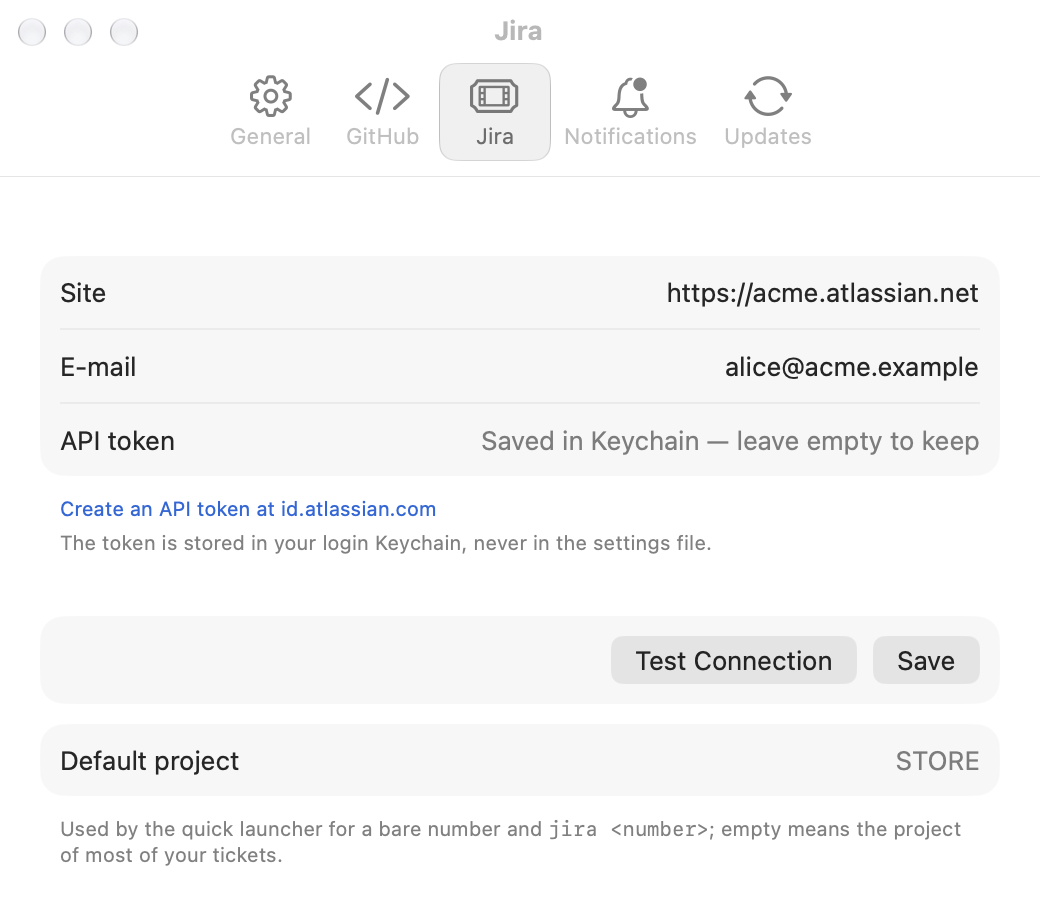 Jira
General
GitHub
Jira
Notifications
Updates
Site
https://acme.atlassian.net
E-mail
alice@acme.example
API token
Saved in Keychain — leave empty to keep
Create an API token at id.atlassian.com
The token is stored in your login Keychain, never in the settings file.
Test Connection
Save
Default project
STORE
Used by the quick launcher for a bare number and jira <number>; empty means the project
of most of your tickets.